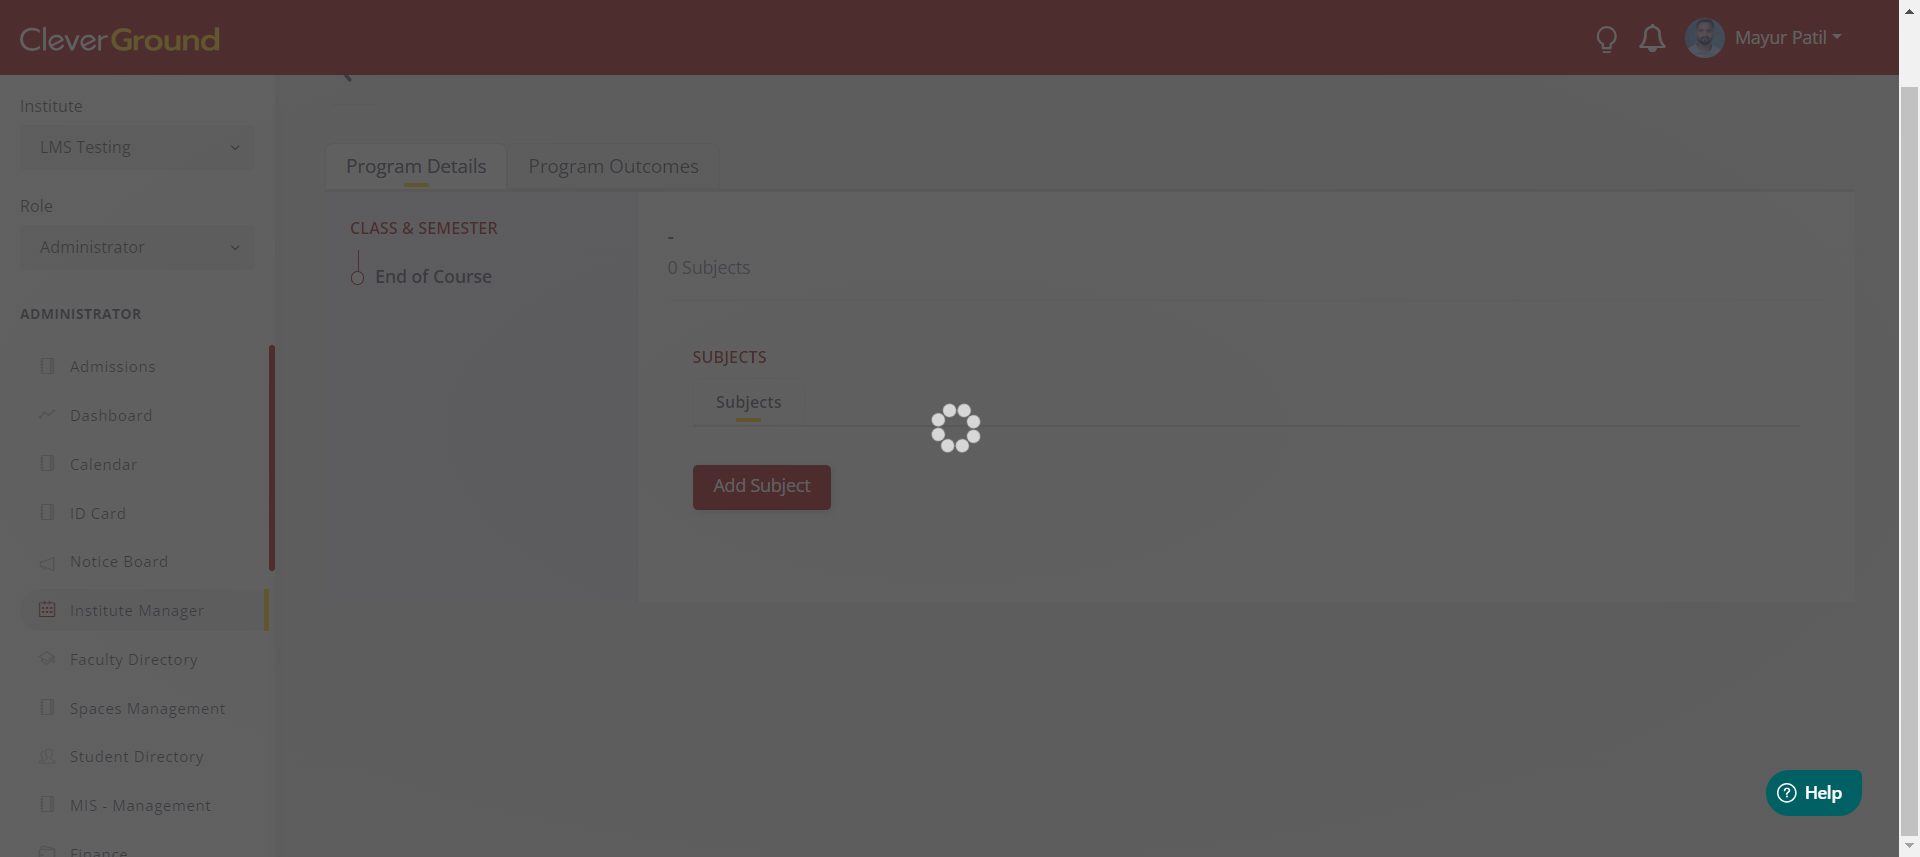 CleverGround
Mayur Patil
Institute
LMS Testing
Role
Administrator
ADMINISTRATOR
Admissions
Dashboard
Calendar
ID Card
Notice Board
Institute Manager
Faculty Directory
Spaces Management
Student Directory
MIS - Management
Finance
Program Details
Program Outcomes
CLASS & SEMESTER
End of Course
-
0 Subjects
SUBJECTS
Subjects
Add Subject
Help